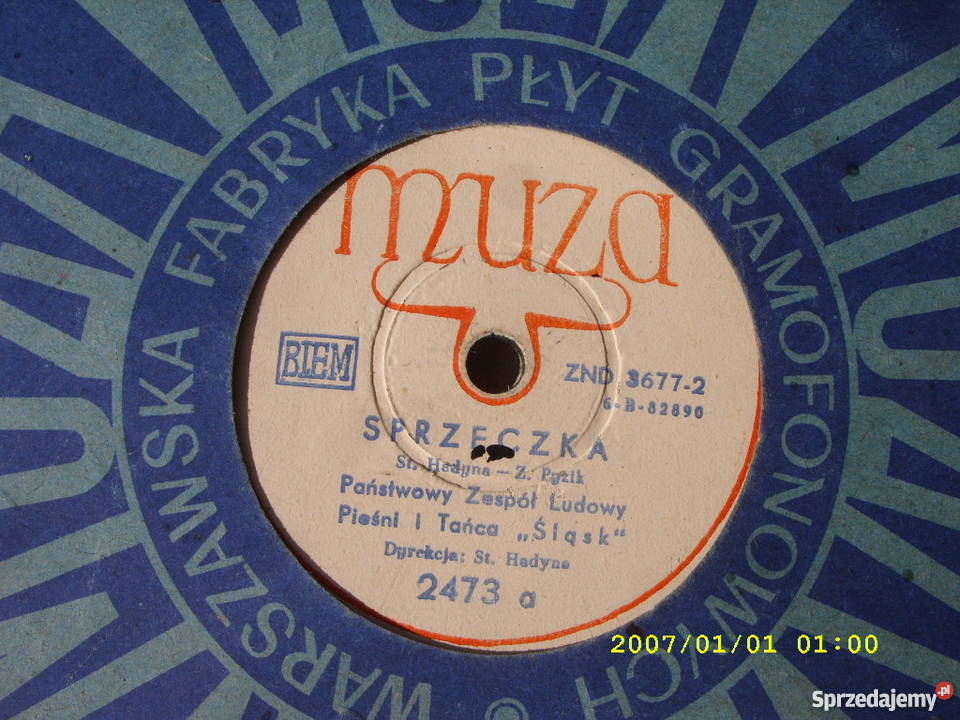 WARSZAWSKA FABRYKA PŁYT GRAMOFONOWYCH
muza
BIEM
ZND 3677-2
6-B-82890
SPRZECZKA
St. Hadyna - Z. Pyzik
Państwowy Zespół Ludowy
Pieśni i Tańca „Śląsk"
Dyrekcja: St. Hadyna
2473 a
2007/01/01 01:00
Sprzedajemy.pl